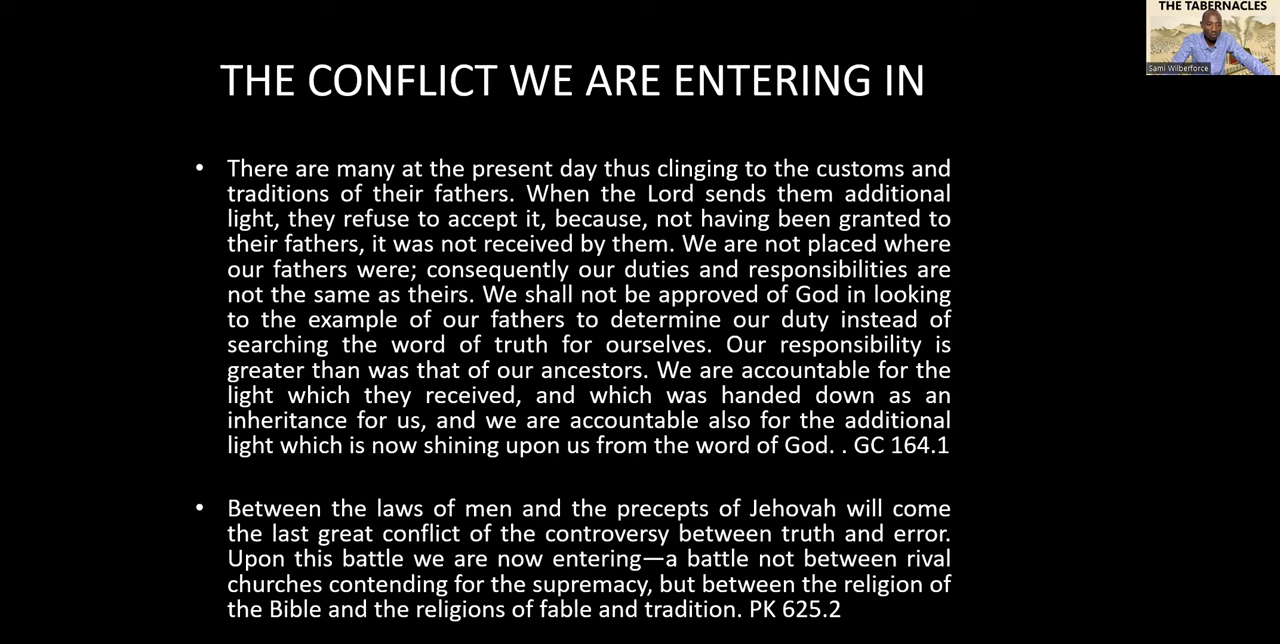 THE TABERNACLES
Sami Wilberforce
THE CONFLICT WE ARE ENTERING IN
• There are many at the present day thus clinging to the customs and
traditions of their fathers. When the Lord sends them additional
light, they refuse to accept it, because, not having been granted to
their fathers, it was not received by them. We are not placed where
our fathers were; consequently our duties and responsibilities are
not the same as theirs. We shall not be approved of God in looking
to the example of our fathers to determine our duty instead of
searching the word of truth for ourselves. Our responsibility is
greater than was that of our ancestors. We are accountable for the
light which they received, and which was handed down as an
inheritance for us, and we are accountable also for the additional
light which is now shining upon us from the word of God. . GC 164.1
• Between the laws of men and the precepts of Jehovah will come
the last great conflict of the controversy between truth and error.
Upon this battle we are now entering—a battle not between rival
churches contending for the supremacy, but between the religion of
the Bible and the religions of fable and tradition. PK 625.2